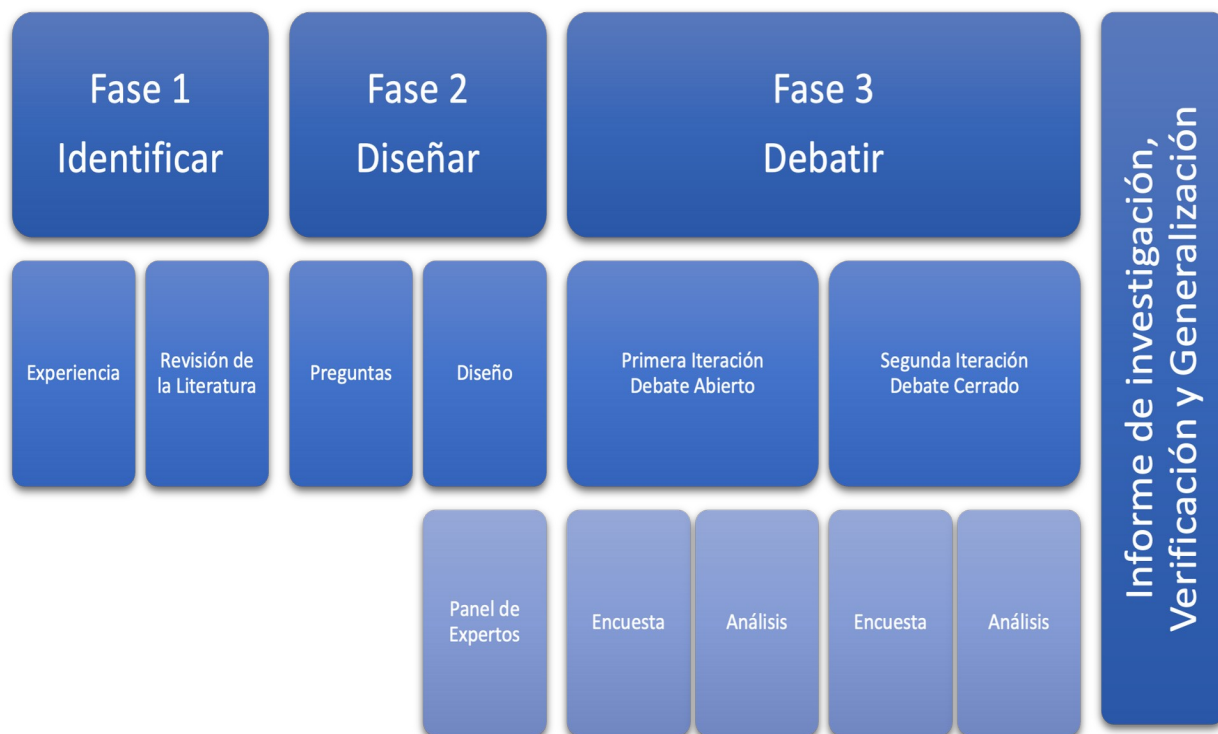 Fase 1
Identificar
Fase 2
Diseñar
Fase 3
Debatir
Experiencia
Revisión de
la Literatura
Preguntas
Diseño
Primera Iteración
Debate Abierto
Segunda Iteración
Debate Cerrado
Panel de
Expertos
Encuesta
Análisis
Encuesta
Análisis
Informe de investigación,
Verificación y Generalización